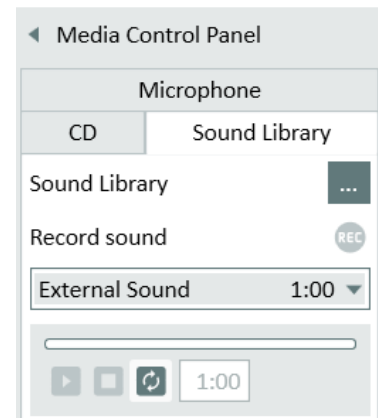 Media Control Panel
Microphone
CD Sound Library
Sound Library ...
Record sound REC
External Sound 1:00
1:00